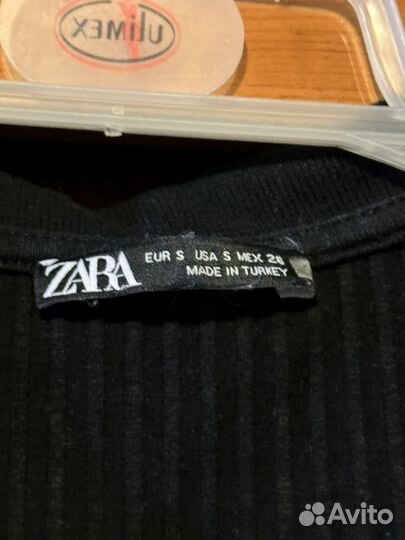 ulimex
ZARA
EUR S USA S MEX 26
MADE IN TURKEY
Avito